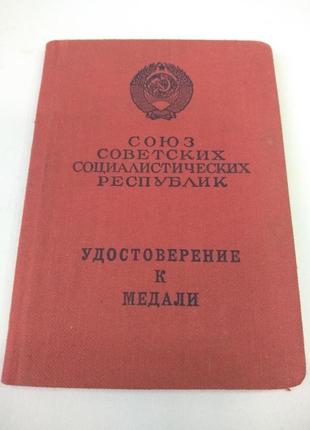 СОЮЗ
СОВЕТСКИХ
СОЦИАЛИСТИЧЕСКИХ
РЕСПУБЛИК
УДОСТОВЕРЕНИЕ
К
МЕДАЛИ